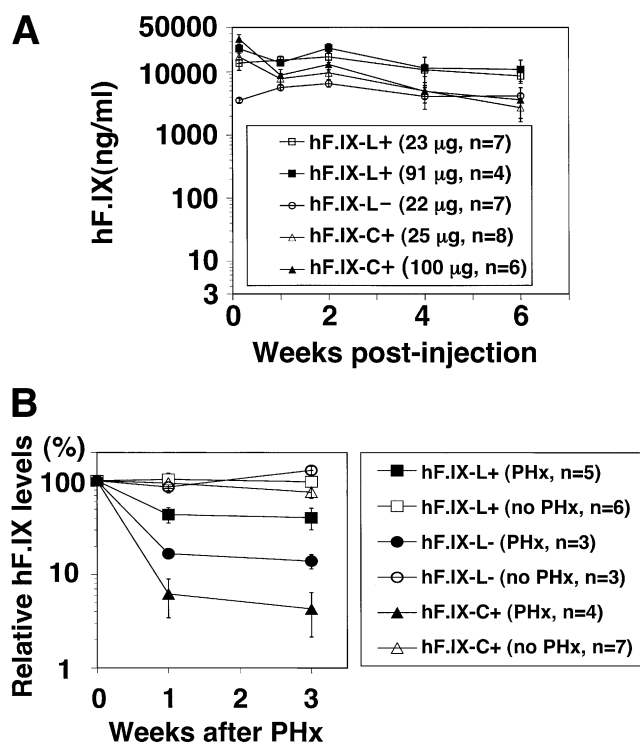 A
50000
10000
1000
100
10
3
hF.IX(ng/ml)
hF.IX-L+ (23 μg, n=7)
hF.IX-L+ (91 μg, n=4)
hF.IX-L− (22 μg, n=7)
hF.IX-C+ (25 μg, n=8)
hF.IX-C+ (100 μg, n=6)
0 2 4 6
Weeks post-injection
B
(%)
100
10
1
Relative hF.IX levels
0 1 2 3
Weeks after PHx
hF.IX-L+ (PHx, n=5)
hF.IX-L+ (no PHx, n=6)
hF.IX-L- (PHx, n=3)
hF.IX-L- (no PHx, n=3)
hF.IX-C+ (PHx, n=4)
hF.IX-C+ (no PHx, n=7)